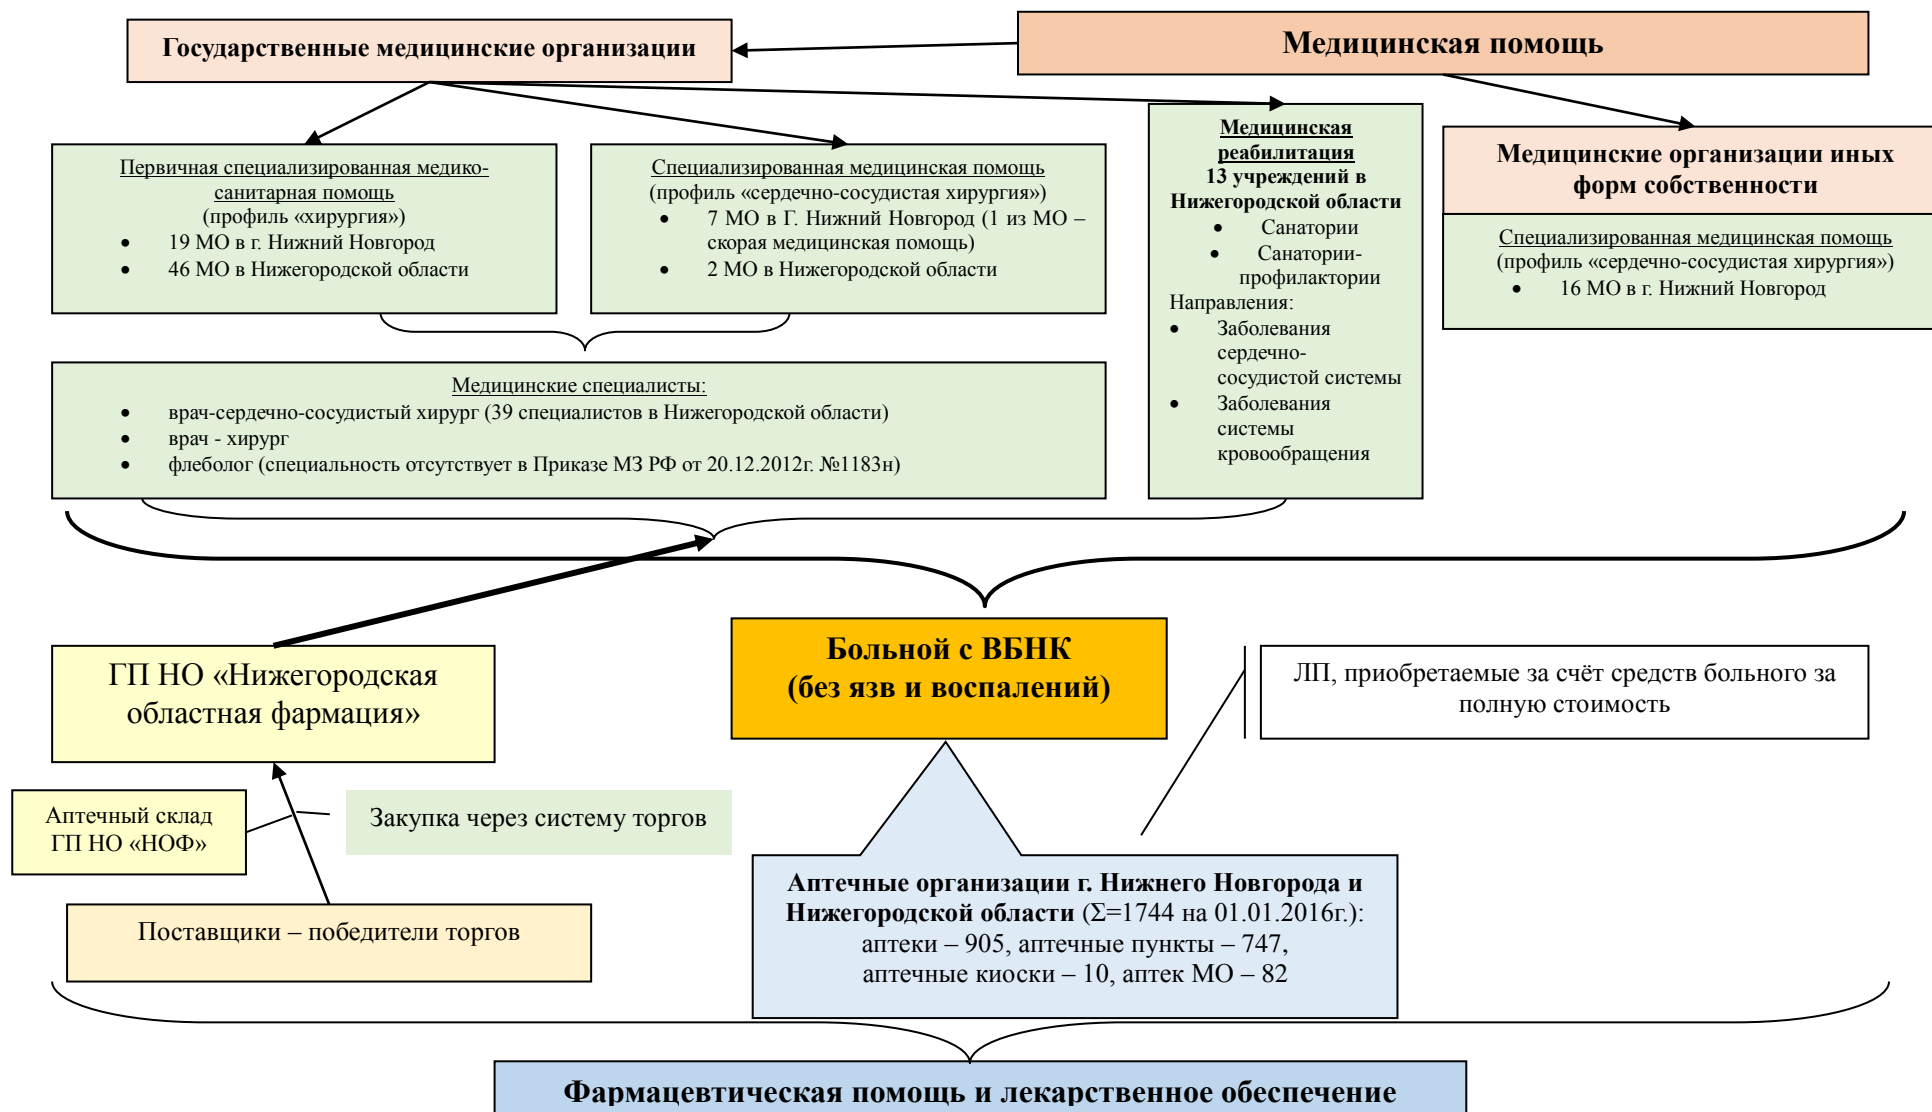 Государственные медицинские организации
Медицинская помощь
Первичная специализированная медико-
санитарная помощь
(профиль «хирургия»)
• 19 МО в г. Нижний Новгород
• 46 МО в Нижегородской области
Специализированная медицинская помощь
(профиль «сердечно-сосудистая хирургия»)
• 7 МО в Г. Нижний Новгород (1 из МО –
скорая медицинская помощь)
• 2 МО в Нижегородской области
Медицинская
реабилитация
13 учреждений в
Нижегородской области
• Санатории
• Санатории-
профилактории
Направления:
• Заболевания
сердечно-
сосудистой системы
• Заболевания
системы
кровообращения
Медицинские организации иных
форм собственности
Специализированная медицинская помощь
(профиль «сердечно-сосудистая хирургия»)
• 16 МО в г. Нижний Новгород
Медицинские специалисты:
• врач-сердечно-сосудистый хирург (39 специалистов в Нижегородской области)
• врач - хирург
• флеболог (специальность отсутствует в Приказе МЗ РФ от 20.12.2012г. №1183н)
ГП НО «Нижегородская
областная фармация»
Больной с ВБНК
(без язв и воспалений)
ЛП, приобретаемые за счёт средств больного за
полную стоимость
Аптечный склад
ГП НО «НОФ»
Закупка через систему торгов
Поставщики – победители торгов
Аптечные организации г. Нижнего Новгорода и
Нижегородской области (Σ=1744 на 01.01.2016г.):
аптеки – 905, аптечные пункты – 747,
аптечные киоски – 10, аптек МО – 82
Фармацевтическая помощь и лекарственное обеспечение